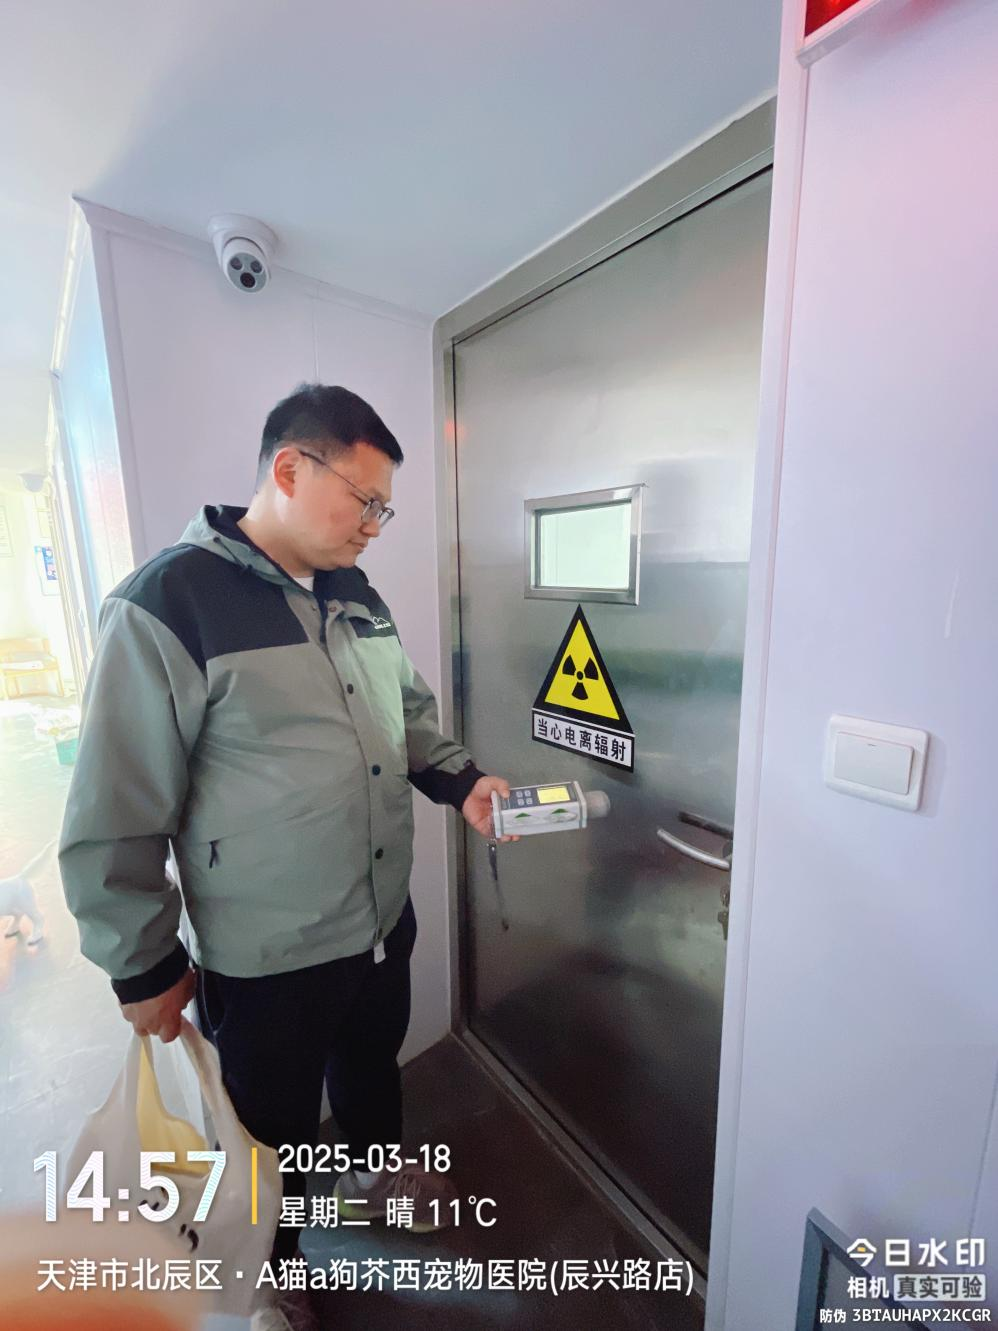 当心电离辐射
14:57
2025-03-18
星期二 晴 11℃
天津市北辰区·A猫a狗芥西宠物医院(辰兴路店)
今日水印
相机 真实可验
防伪 3BTAUHAPX2KCGR